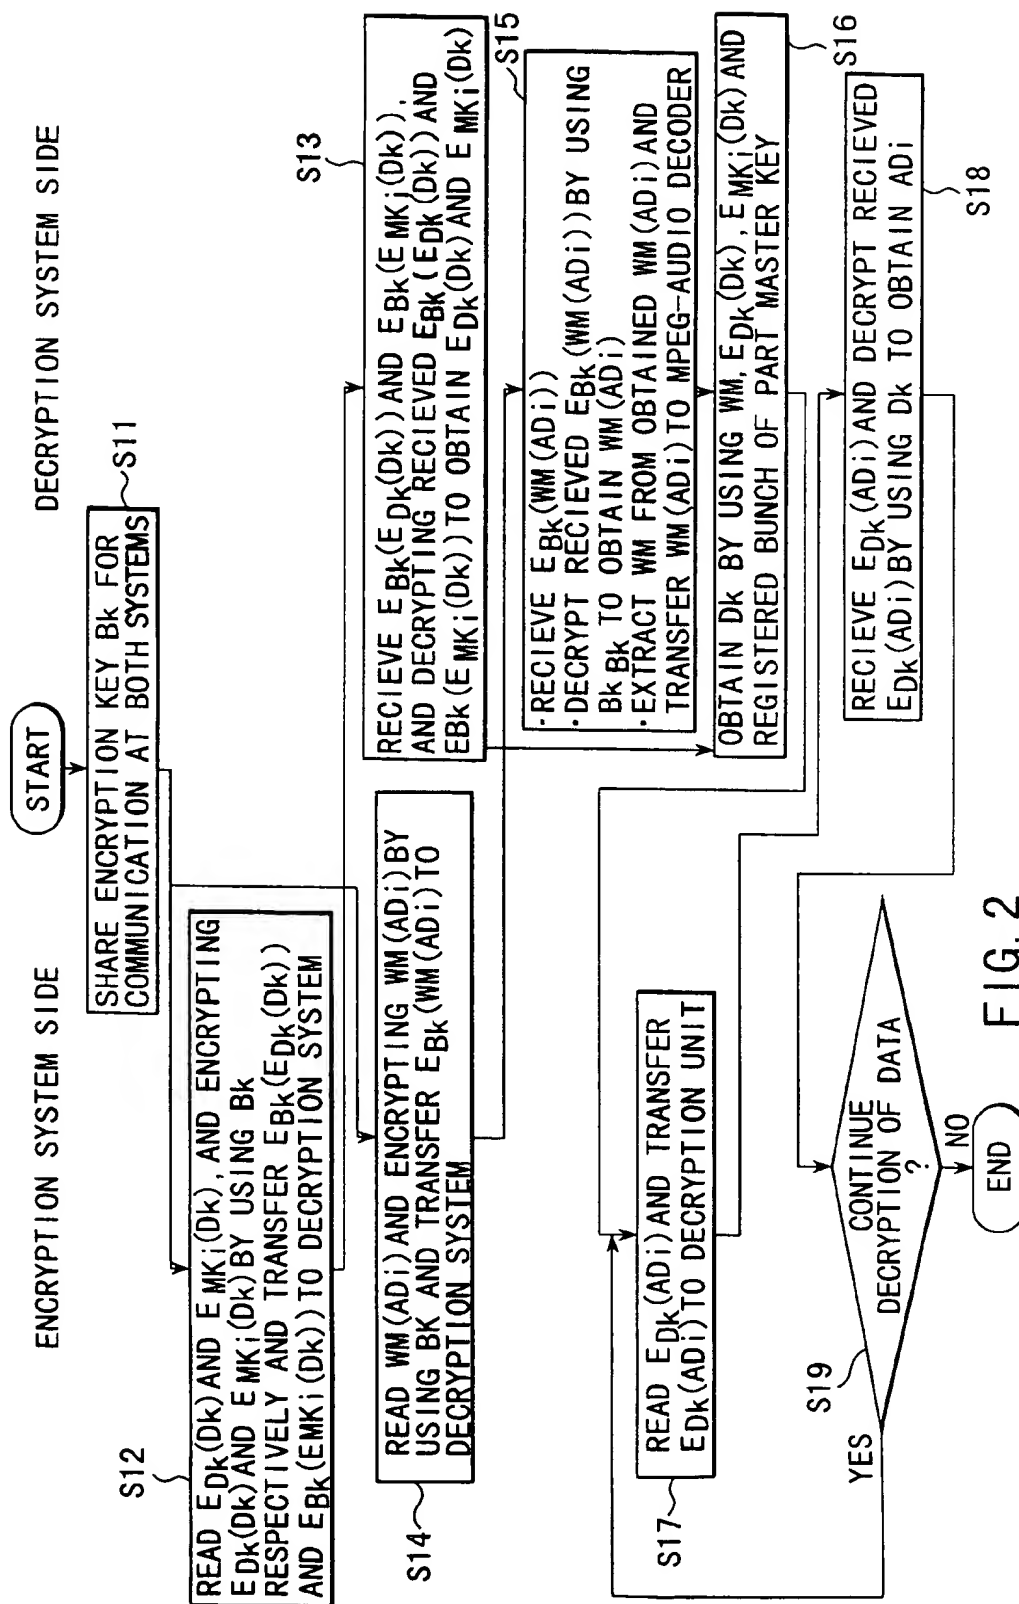 ENCRYPTION SYSTEM SIDE
DECRYPTION SYSTEM SIDE
START
SHARE ENCRYPTION KEY Bk FOR
COMMUNICATION AT BOTH SYSTEMS
S11
S12
READ EDk(Dk) AND EMKi(Dk), AND ENCRYPTING
EDk(Dk) AND EMKi(Dk) BY USING Bk
RESPECTIVELY AND TRANSFER EBk(EDk(Dk))
AND EBk(EMKi(Dk)) TO DECRYPTION SYSTEM
S13
RECIEVE EBk(EDk(Dk)) AND EBk(EMKi(Dk)),
AND DECRYPTING RECIEVED EBk(EDk(Dk)) AND
EBk(EMKi(Dk)) TO OBTAIN EDk(Dk) AND EMKi(Dk)
S14
READ WM(ADi) AND ENCRYPTING WM(ADi) BY
USING BK AND TRANSFER EBk(WM(ADi) TO
DECRYPTION SYSTEM
S15
·RECIEVE EBk(WM(ADi))
·DECRYPT RECIEVED EBk(WM(ADi)) BY USING
Bk Bk TO OBTAIN WM(ADi)
·EXTRACT WM FROM OBTAINED WM(ADi) AND
TRANSFER WM(ADi) TO MPEG-AUDIO DECODER
OBTAIN Dk BY USING WM, EDk(Dk), EMKi(Dk) AND
REGISTERED BUNCH OF PART MASTER KEY
S16
S17
READ EDk(ADi) AND TRANSFER
EDk(ADi) TO DECRYPTION UNIT
RECIEVE EDk(ADi) AND DECRYPT RECIEVED
EDk(ADi) BY USING Dk TO OBTAIN ADi
S18
S19
CONTINUE
DECRYPTION OF DATA
?
YES
NO
END
FIG. 2